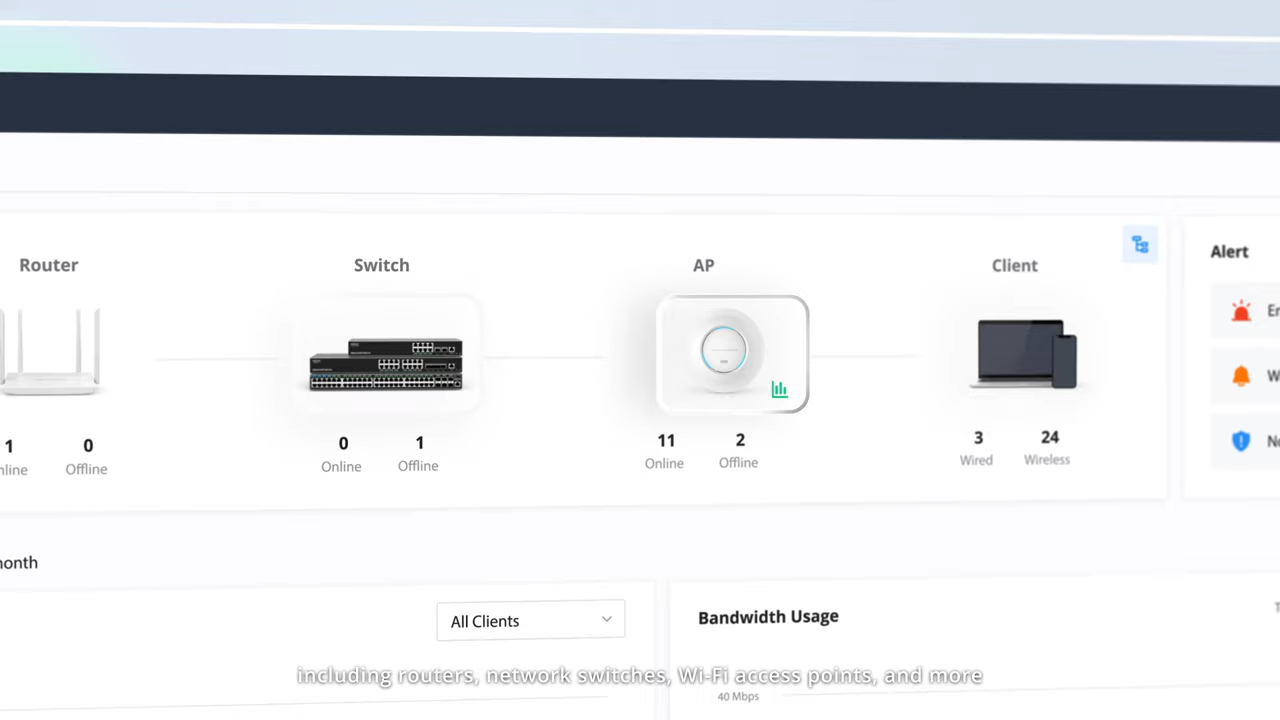 Router
Switch
AP
Client
Alert
1
0
0
1
11
2
3
24
Offline
Online
Offline
Online
Offline
Wired
Wireless
All Clients
Bandwidth Usage
including routers, network switches, Wi-Fi access points, and more
40 Mbps